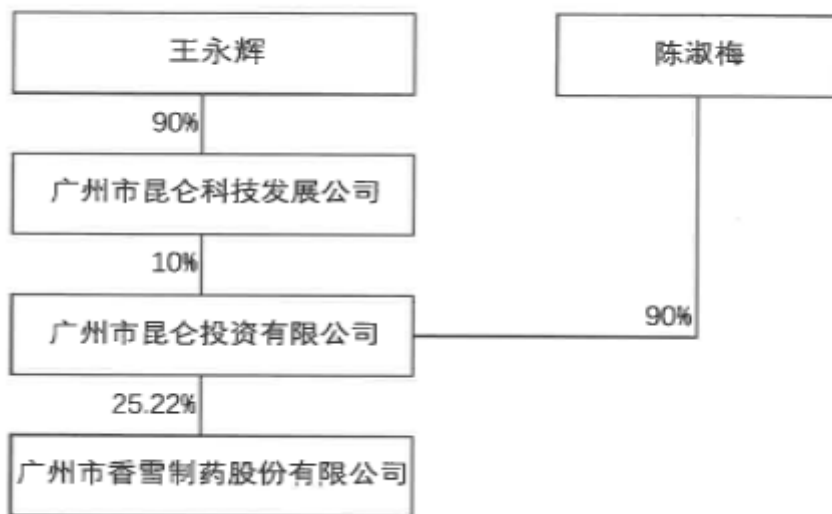 王永辉
陈淑梅
90%
广州市昆仑科技发展公司
10%
广州市昆仑投资有限公司
90%
25.22%
广州市香雪制药股份有限公司